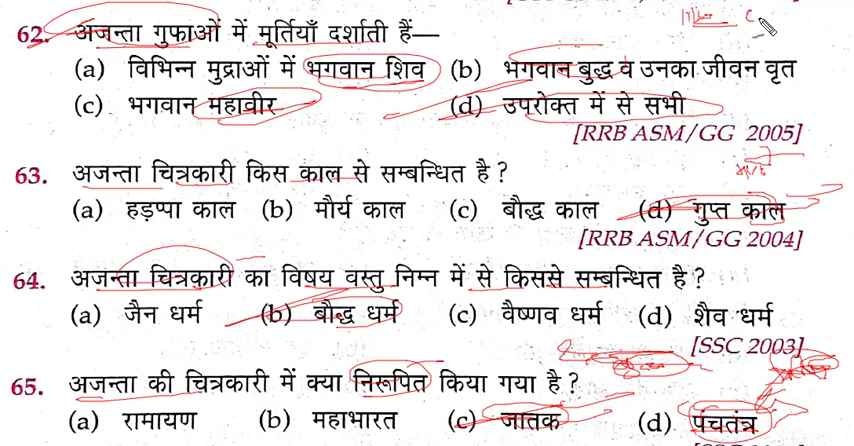 62. अजन्ता गुफाओं में मूर्तियाँ दर्शाती हैं—
(a) विभिन्न मुद्राओं में भगवान शिव (b) भगवान बुद्ध व उनका जीवन वृत
(c) भगवान महावीर (d) उपरोक्त में से सभी
[RRB ASM/GG 2005]
63. अजन्ता चित्रकारी किस काल से सम्बन्धित है ?
(a) हड़प्पा काल (b) मौर्य काल (c) बौद्ध काल (d) गुप्त काल
[RRB ASM/GG 2004]
64. अजन्ता चित्रकारी का विषय वस्तु निम्न में से किससे सम्बन्धित है ?
(a) जैन धर्म (b) बौद्ध धर्म (c) वैष्णव धर्म (d) शैव धर्म
[SSC 2003]
65. अजन्ता की चित्रकारी में क्या निरूपित किया गया है ?
(a) रामायण (b) महाभारत (c) जातक (d) पंचतंत्र